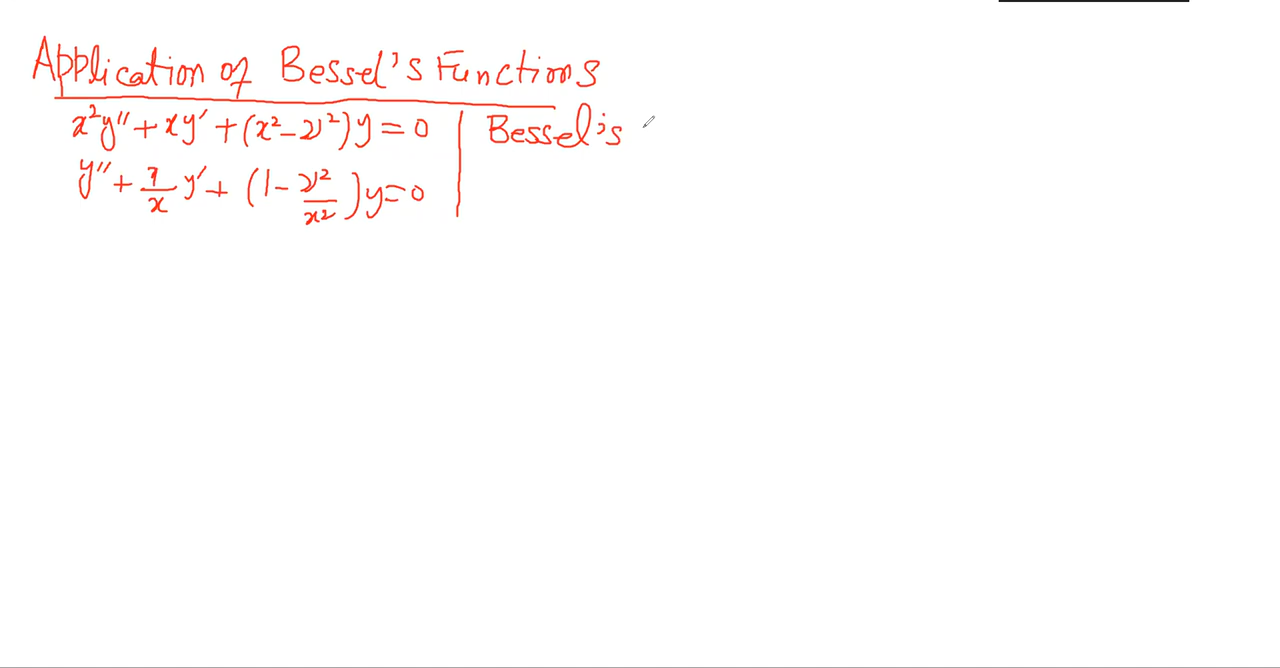 Application of Bessel's Functions
x²y'' + xy' + (x² - ν²)y = 0 | Bessel's
y'' + 1/x y' + (1 - ν²/x²)y = 0